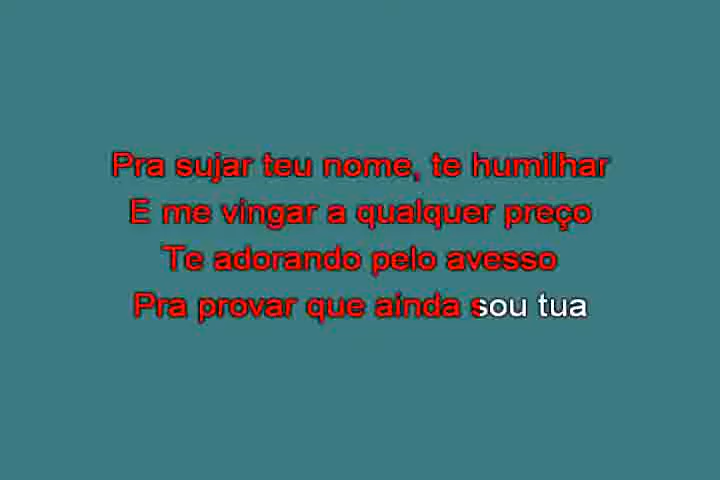 Pra sujar teu nome, te humilhar
E me vingar a qualquer preço
Te adorando pelo avesso
Pra provar que ainda sou tua